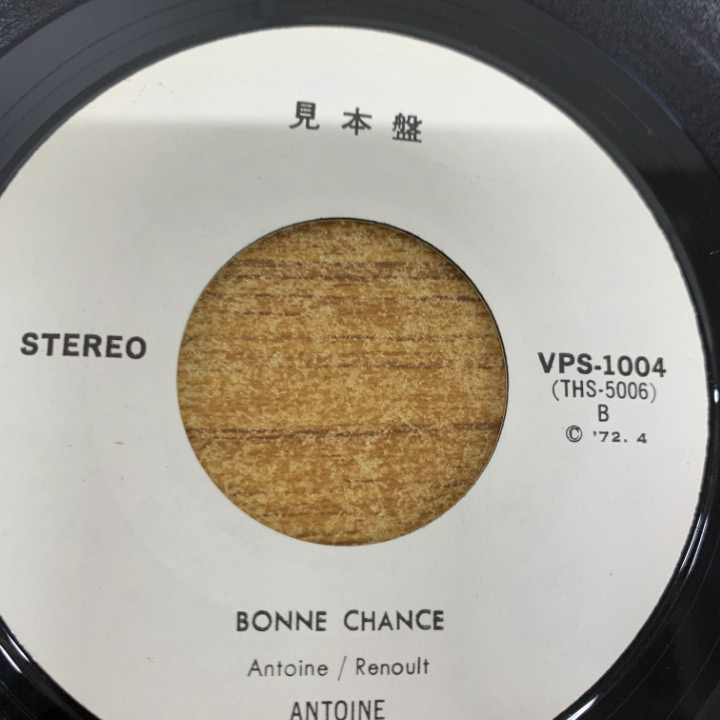 見本盤
STEREO
VPS-1004
(THS-5006)
B
© '72. 4
BONNE CHANCE
Antoine / Renoult
ANTOINE